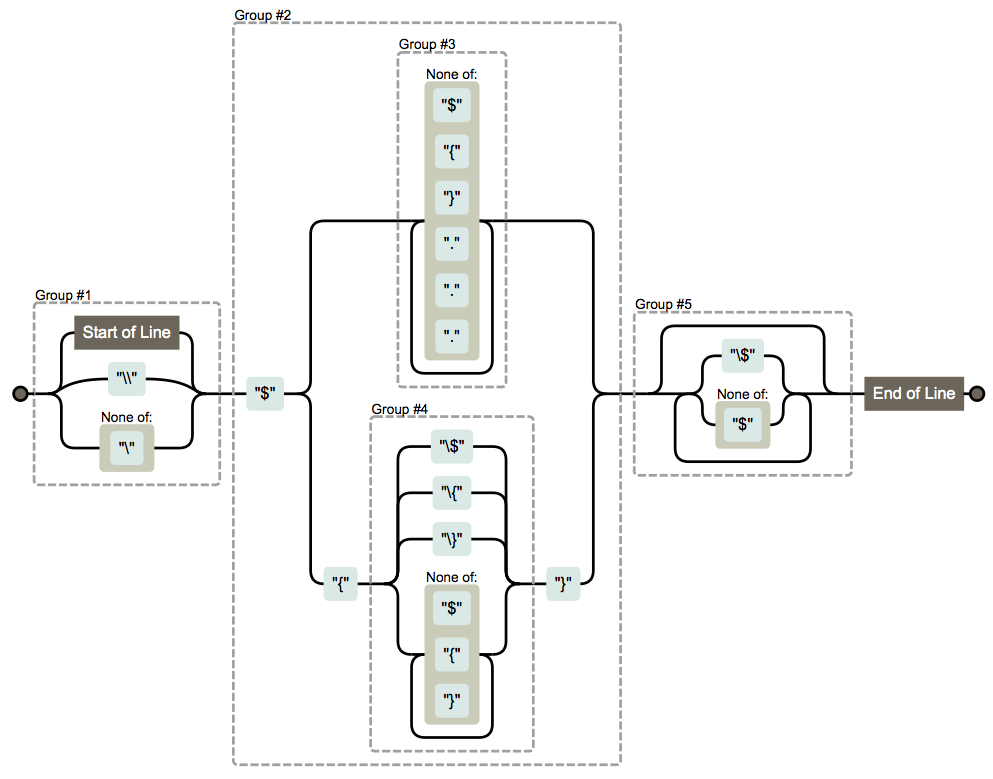 Group #1
Start of Line
"\\"
None of:
"\"
Group #2
"$"
Group #3
None of:
"$"
"{"
"}"
"."
"."
"."
"{"
Group #4
"\$"
"\{"
"\}"
None of:
"$"
"{"
"}"
"}"
Group #5
"\$"
None of:
"$"
End of Line